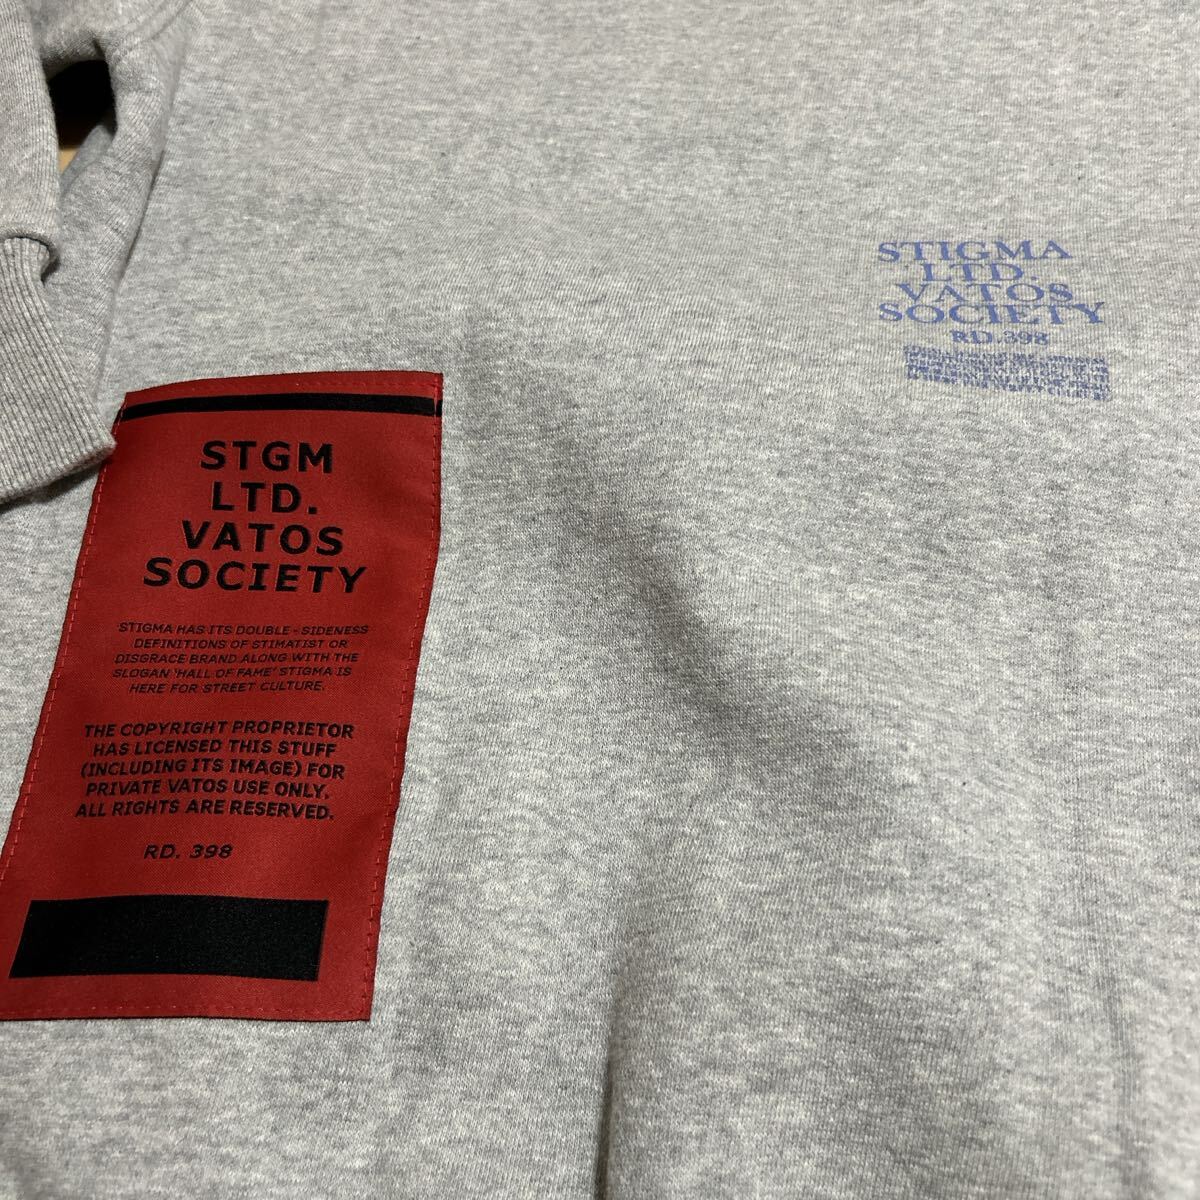 STIGMA
LTD.
VATOS
SOCIETY
RD.398
STGM
LTD.
VATOS
SOCIETY
STIGMA HAS ITS DOUBLE - SIDENESS
DEFINITIONS OF STIMATIST OR
DISGRACE BRAND ALONG WITH THE
SLOGAN 'HALL OF FAME' STIGMA IS
HERE FOR STREET CULTURE.
THE COPYRIGHT PROPRIETOR
HAS LICENSED THIS STUFF
(INCLUDING ITS IMAGE) FOR
PRIVATE VATOS USE ONLY.
ALL RIGHTS ARE RESERVED.
RD. 398